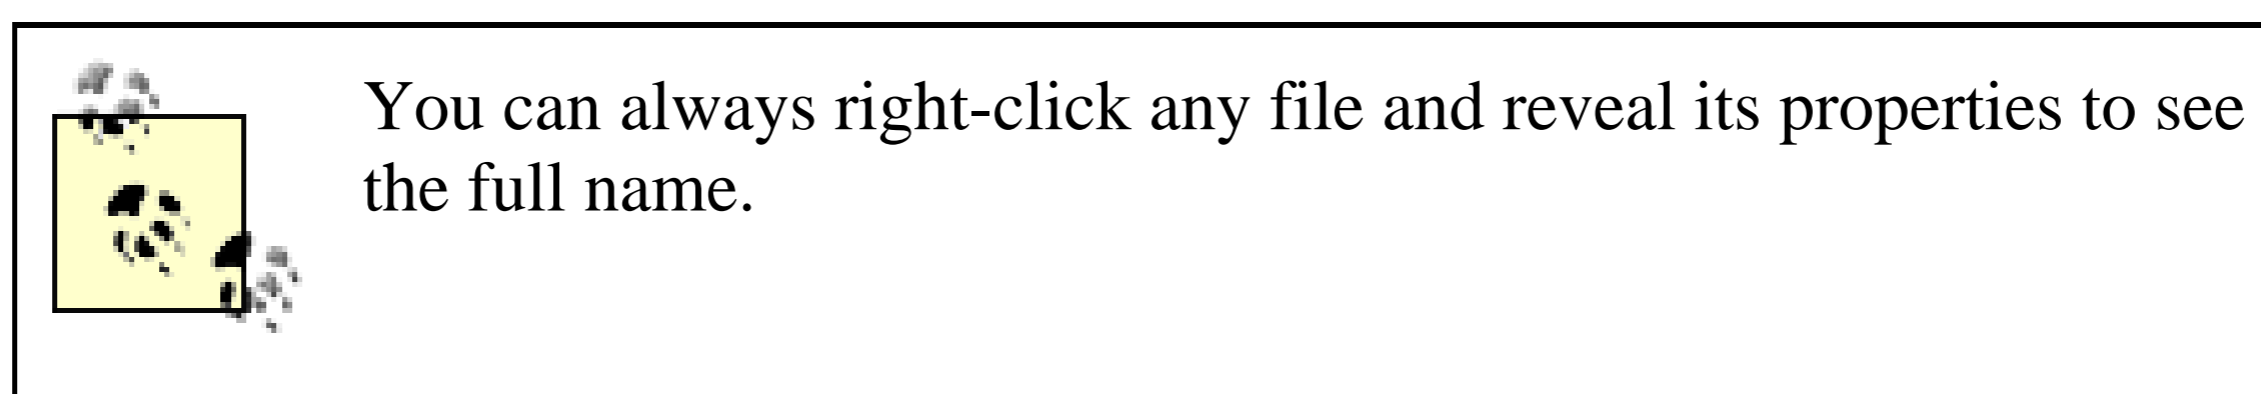 You can always right-click any file and reveal its properties to see
the full name.